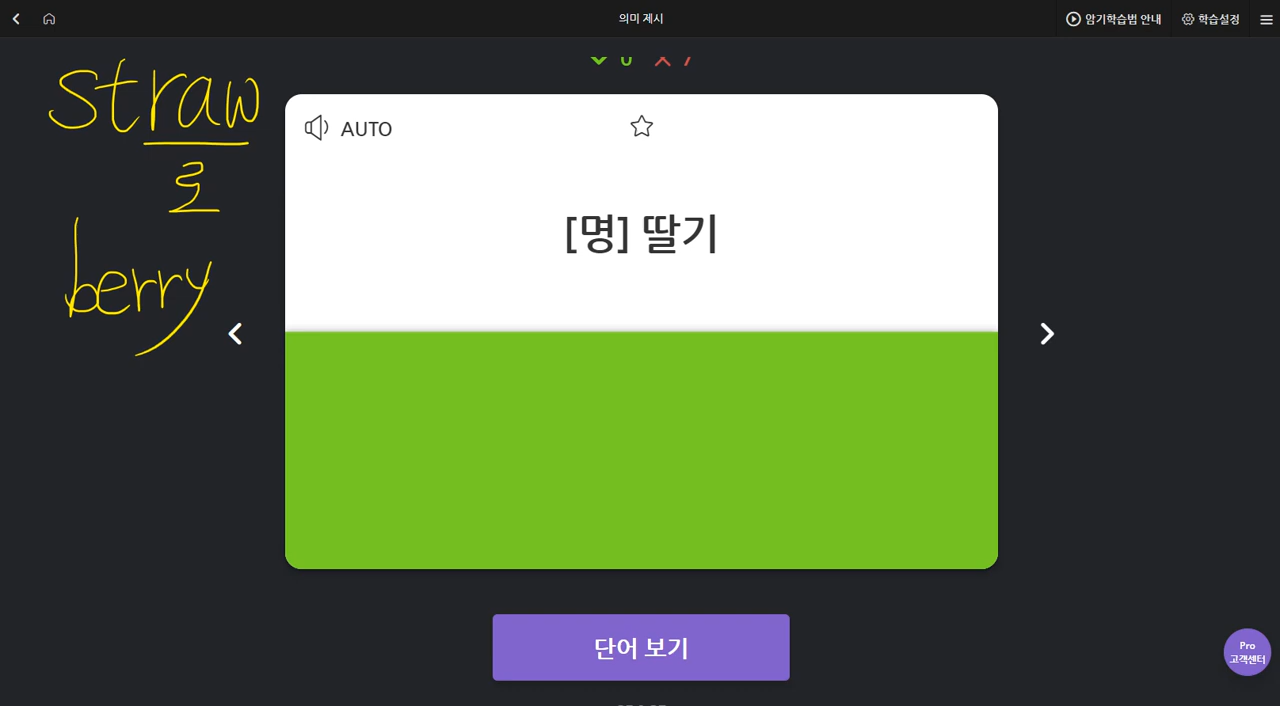 의미 제시
암기학습법 안내
학습설정
straw
로
berry
AUTO
[명] 딸기
단어 보기
Pro
고객센터